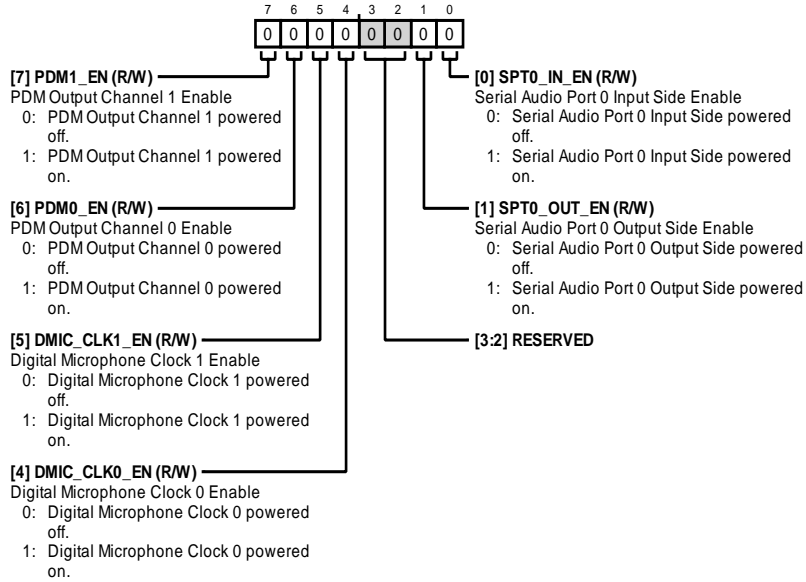 7 6 5 4 3 2 1 0
0 0 0 0 0 0 0 0
[7] PDM1_EN (R/W)
PDM Output Channel 1 Enable
0: PDM Output Channel 1 powered
off.
1: PDM Output Channel 1 powered
on.
[6] PDM0_EN (R/W)
PDM Output Channel 0 Enable
0: PDM Output Channel 0 powered
off.
1: PDM Output Channel 0 powered
on.
[5] DMIC_CLK1_EN (R/W)
Digital Microphone Clock 1 Enable
0: Digital Microphone Clock 1 powered
off.
1: Digital Microphone Clock 1 powered
on.
[4] DMIC_CLK0_EN (R/W)
Digital Microphone Clock 0 Enable
0: Digital Microphone Clock 0 powered
off.
1: Digital Microphone Clock 0 powered
on.
[0] SPT0_IN_EN (R/W)
Serial Audio Port 0 Input Side Enable
0: Serial Audio Port 0 Input Side powered
off.
1: Serial Audio Port 0 Input Side powered
on.
[1] SPT0_OUT_EN (R/W)
Serial Audio Port 0 Output Side Enable
0: Serial Audio Port 0 Output Side powered
off.
1: Serial Audio Port 0 Output Side powered
on.
[3:2] RESERVED